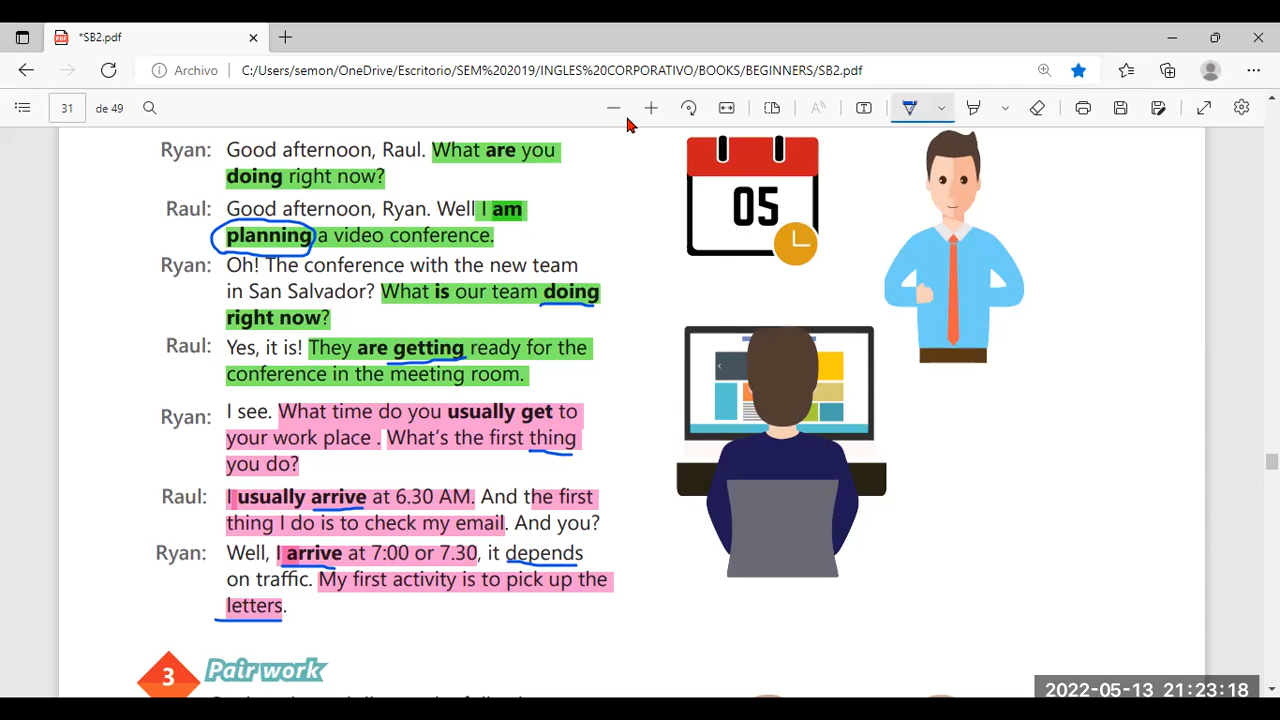 *SB2.pdf
Archivo C:/Users/semon/OneDrive/Escritorio/SEM%202019/INGLES%20CORPORATIVO/BOOKS/BEGINNERS/SB2.pdf
31 de 49
Ryan: Good afternoon, Raul. What are you
doing right now?
Raul: Good afternoon, Ryan. Well I am
planning a video conference.
Ryan: Oh! The conference with the new team
in San Salvador? What is our team doing
right now?
Raul: Yes, it is! They are getting ready for the
conference in the meeting room.
Ryan: I see. What time do you usually get to
your work place . What's the first thing
you do?
Raul: I usually arrive at 6.30 AM. And the first
thing I do is to check my email. And you?
Ryan: Well, I arrive at 7:00 or 7.30, it depends
on traffic. My first activity is to pick up the
letters.
05
3 Pair work
2022-05-13 21:23:18